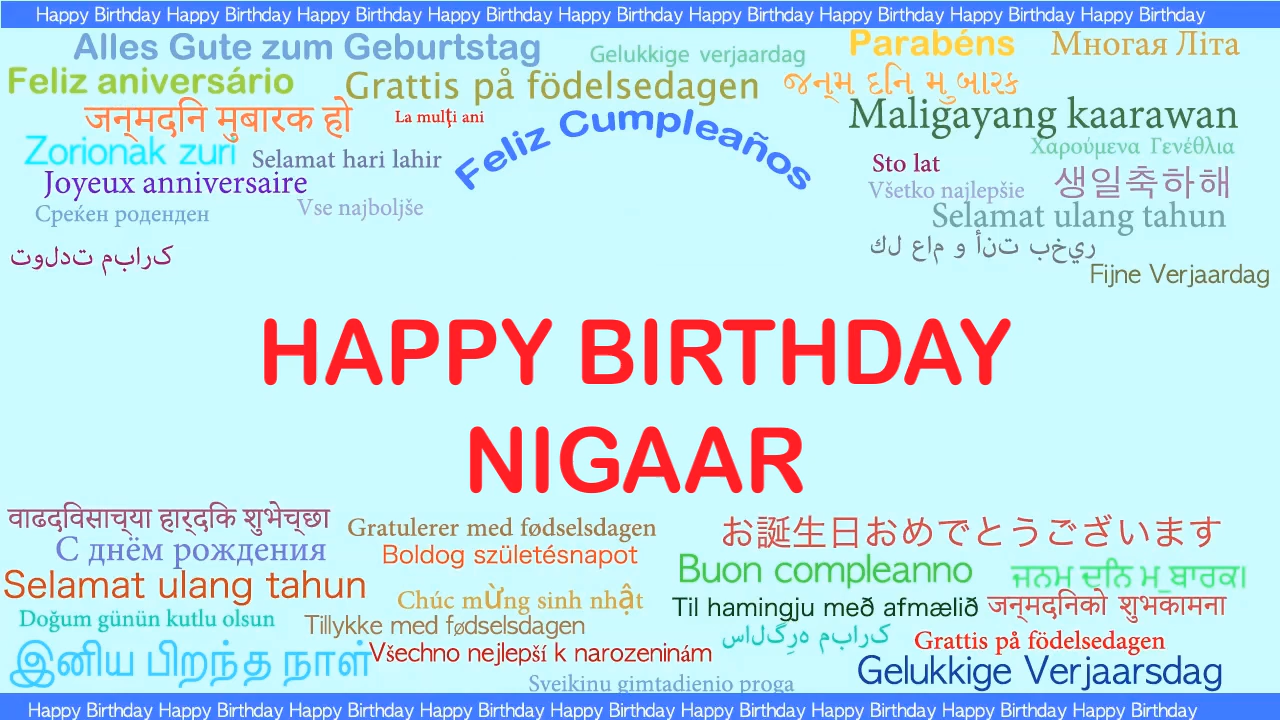 Happy Birthday Happy Birthday Happy Birthday Happy Birthday Happy Birthday Happy Birthday Happy Birthday Happy Birthday Happy Birthday
Alles Gute zum Geburtstag
Gelukkige verjaardag
Parabéns
Многая Літа
Feliz aniversário
Grattis på födelsedagen
જન્મ દિન મુબારક
जन्मदिन मुबारक हो
La mulţi ani
Feliz Cumpleaños
Maligayang kaarawan
Zorionak zuri
Selamat hari lahir
Sto lat
Χαρούμενα Γενέθλια
Joyeux anniversaire
Všetko najlepšie
생일축하해
Среќен роденден
Vse najboljše
Selamat ulang tahun
تولدت مبارک
كل عام و أنت بخير
Fijne Verjaardag
HAPPY BIRTHDAY
NIGAAR
वाढदिवसाच्या हार्दिक शुभेच्छा
Gratulerer med fødselsdagen
お誕生日おめでとうございます
С днём рождения
Boldog születésnapot
Buon compleanno
ਜਨਮ ਦਿਨ ਮੁਬਾਰਕ।
Selamat ulang tahun
Chúc mừng sinh nhật
Til hamingju með afmælið
जन्मदिनको शुभकामना
Doğum günün kutlu olsun
Tillykke med fødselsdagen
سالگرہ مبارک
Grattis på födelsedagen
இனிய பிறந்த நாள்
Všechno nejlepší k narozeninám
Gelukkige Verjaarsdag
Sveikinu gimtadienio proga
Happy Birthday Happy Birthday Happy Birthday Happy Birthday Happy Birthday Happy Birthday Happy Birthday Happy Birthday Happy Birthday